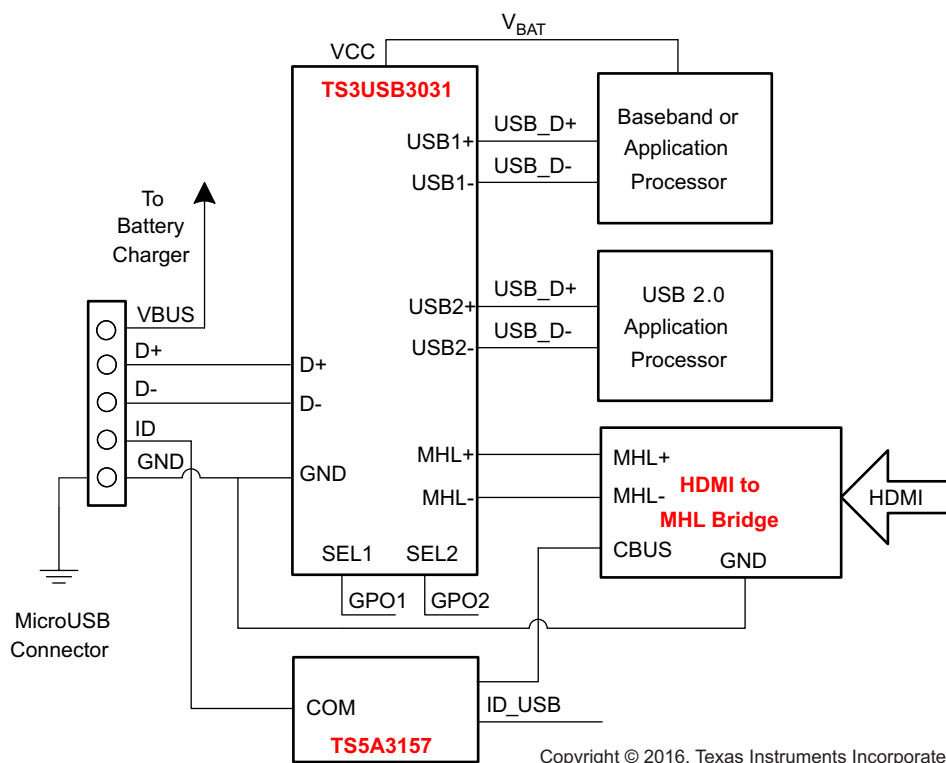 V_BAT
VCC
TS3USB3031
USB1+
USB1-
USB_D+
USB_D-
Baseband or
Application
Processor
To
Battery
Charger
USB2+
USB2-
USB_D+
USB_D-
USB 2.0
Application
Processor
VBUS
D+
D-
ID
GND
D+
D-
GND
MHL+
MHL-
MHL+
MHL-
HDMI to
MHL Bridge
CBUS
GND
HDMI
SEL1
SEL2
GPO1
GPO2
MicroUSB
Connector
COM
TS5A3157
ID_USB
Copyright © 2016, Texas Instruments Incorporate